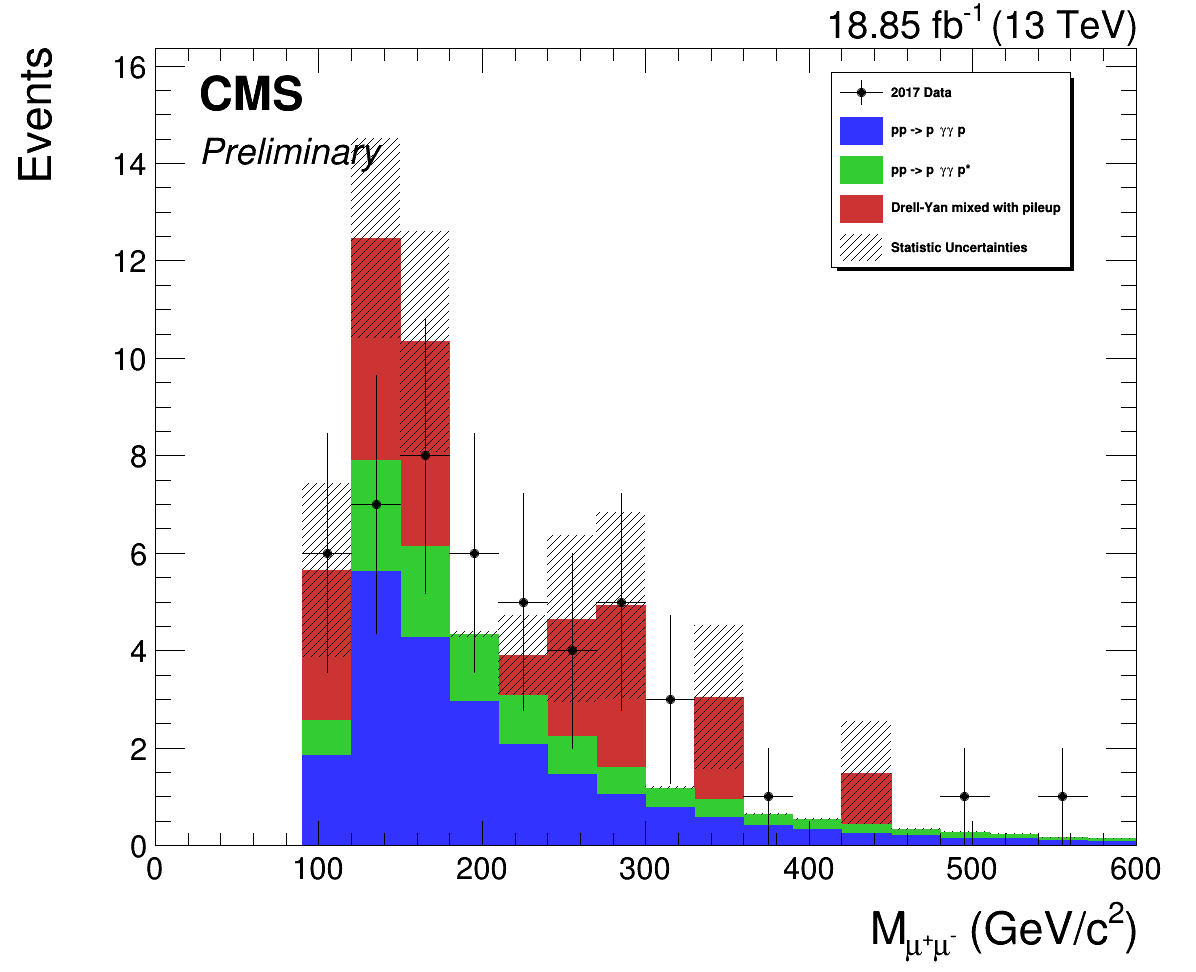 18.85 fb⁻¹ (13 TeV)
Events
CMS
Preliminary
2017 Data
pp -> p γγ p
pp -> p γγ p*
Drell-Yan mixed with pileup
Statistic Uncertainties
16
14
12
10
8
6
4
2
0
0 100 200 300 400 500 600
M_μ⁺μ⁻ (GeV/c²)